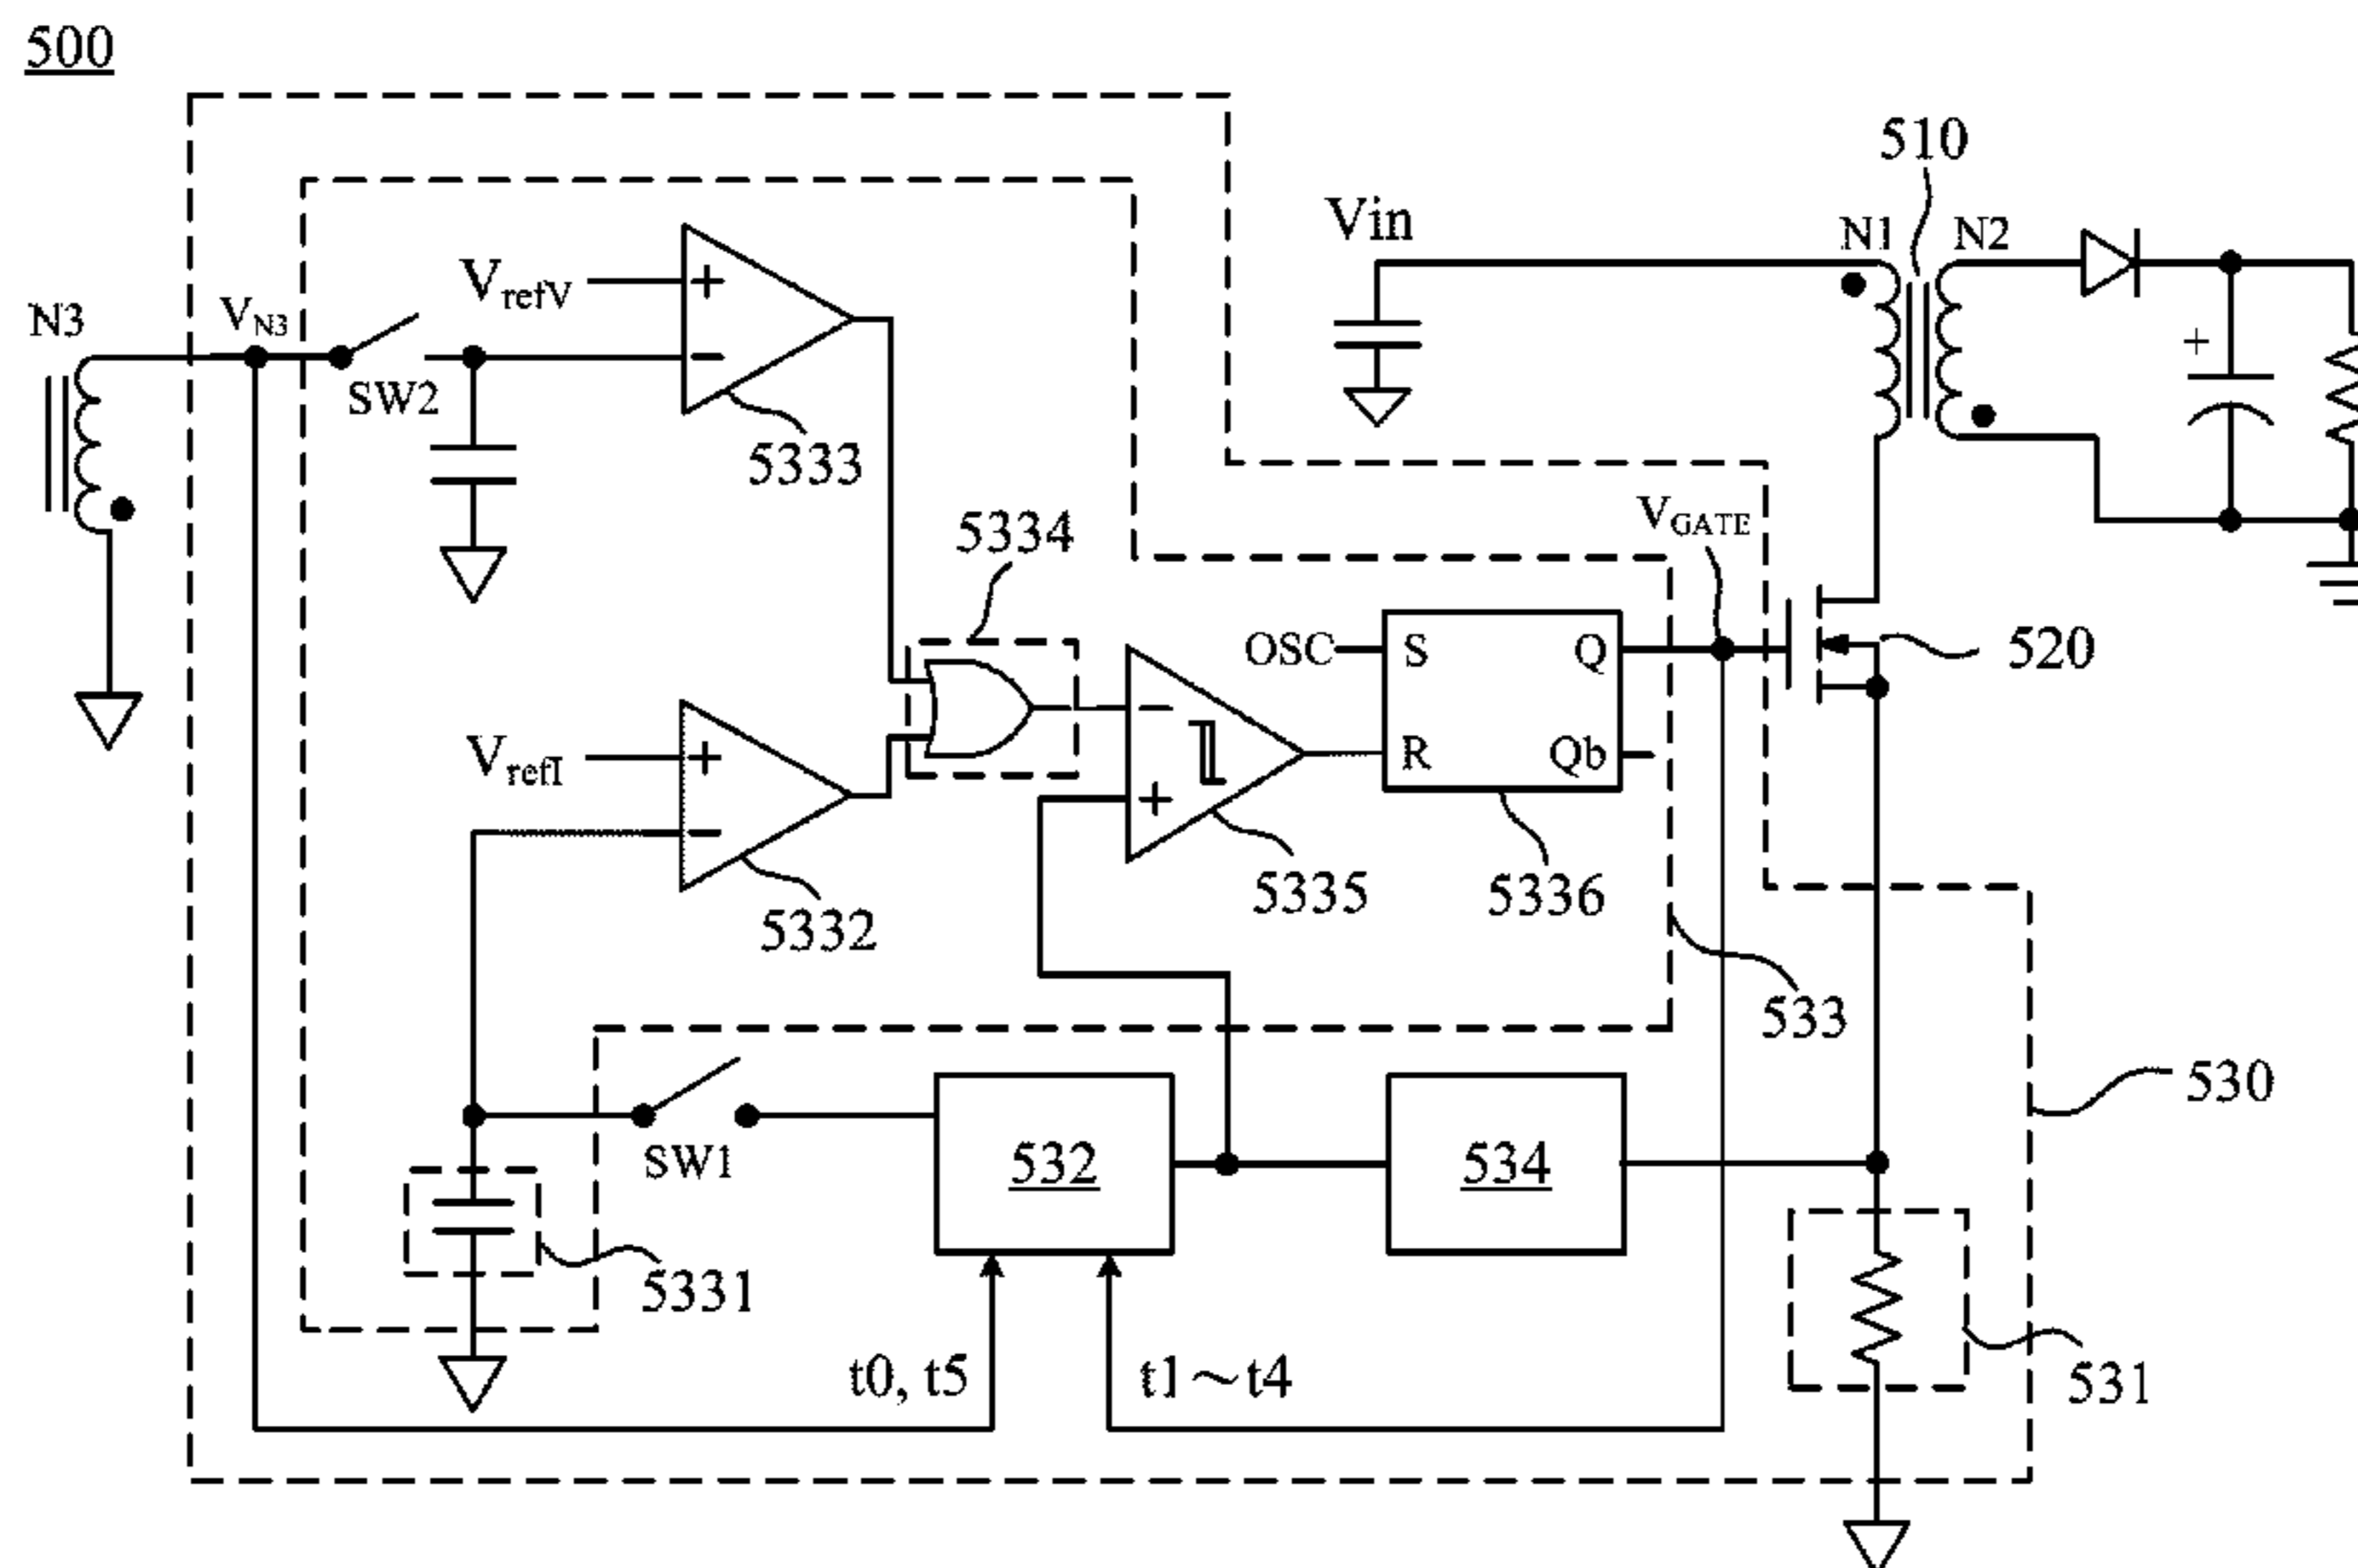 500
510
Vin
N1
N2
VrefV
+
−
N3
VN3
SW2
5333
+
VGATE
5334
OSC
S
Q
520
R
Qb
−
+
VrefI
+
−
5335
5336
5332
533
530
SW1
532
534
5331
t0, t5
t1～t4
531